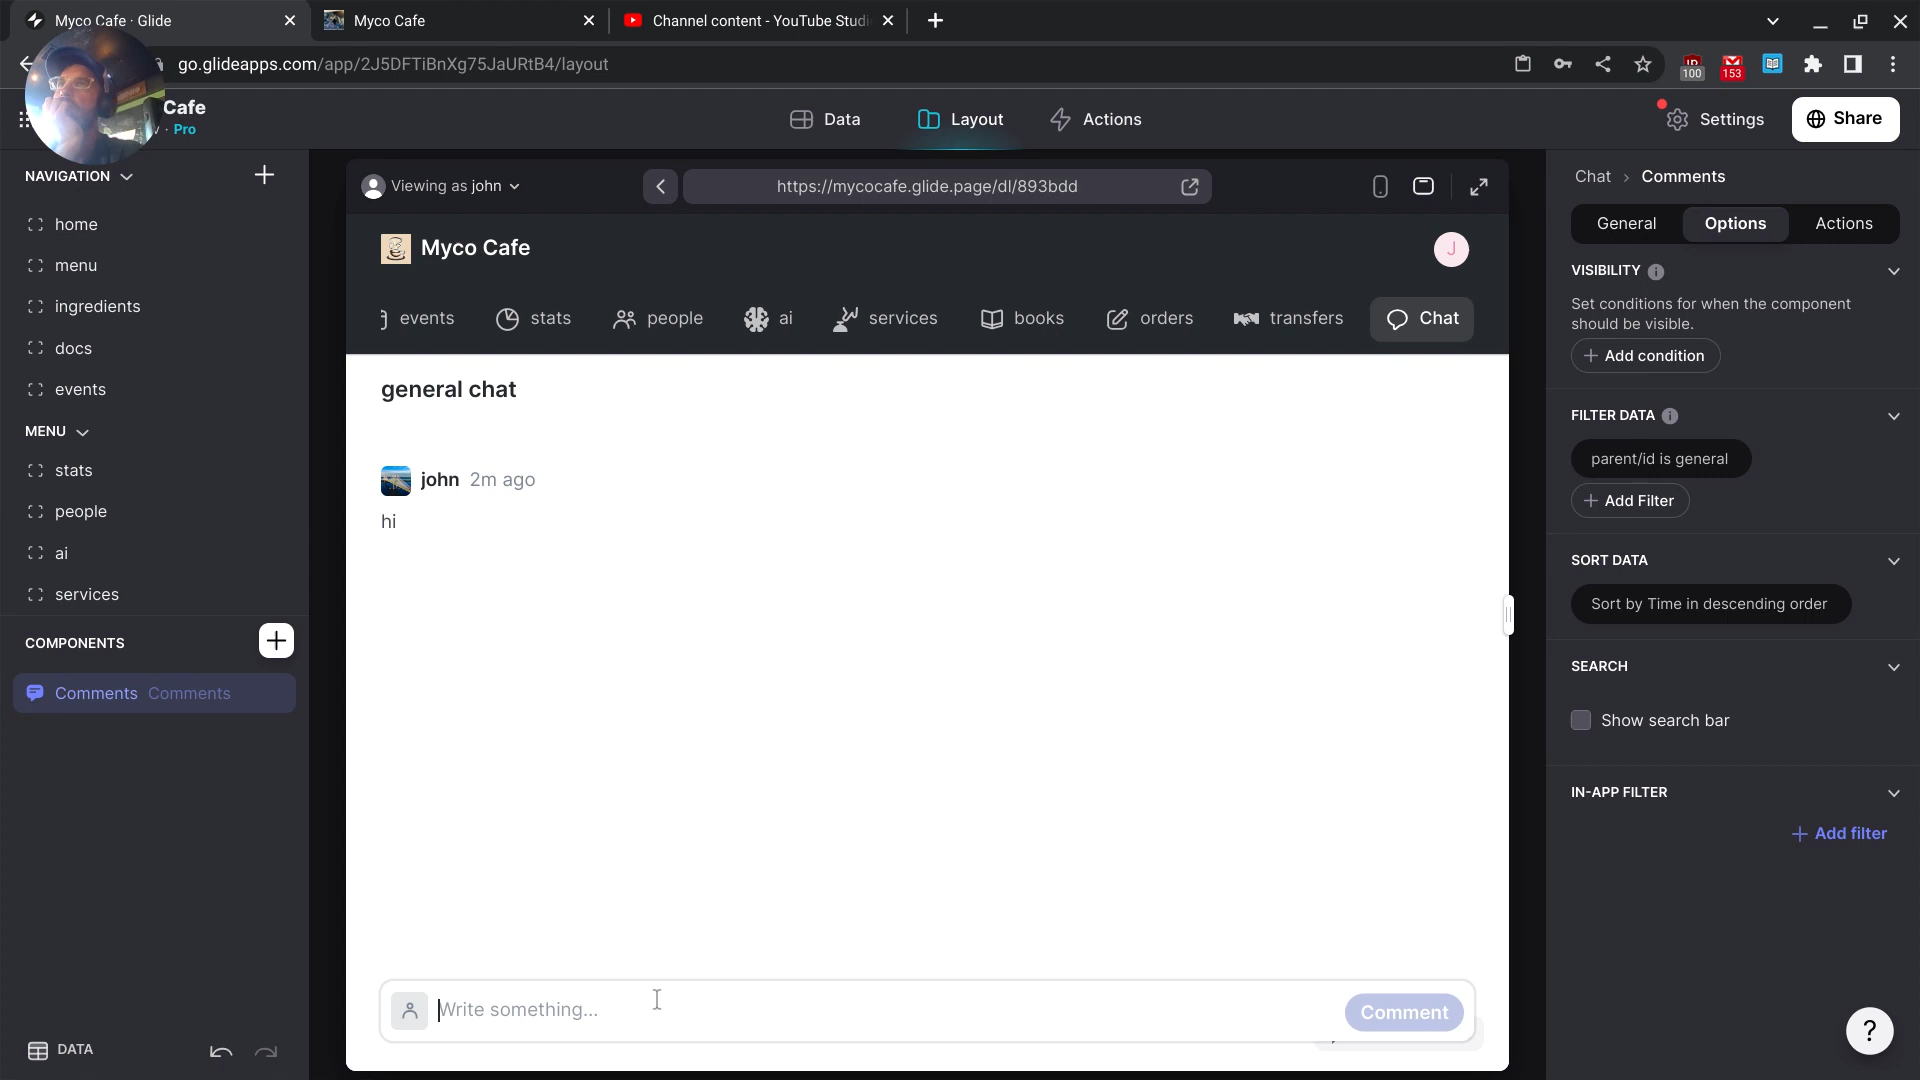 Myco Cafe · Glide
Myco Cafe
Channel content - YouTube Studi
go.glideapps.com/app/2J5DFTiBnXg75JaURtB4/layout
100
153
Cafe
· Pro
Data
Layout
Actions
Settings
Share
NAVIGATION
home
menu
ingredients
docs
events
MENU
stats
people
ai
services
COMPONENTS
Comments Comments
DATA
Viewing as john
https://mycocafe.glide.page/dl/893bdd
Myco Cafe
J
events
stats
people
ai
services
books
orders
transfers
Chat
general chat
john 2m ago
hi
Write something...
Comment
Chat › Comments
General
Options
Actions
VISIBILITY
Set conditions for when the component
should be visible.
Add condition
FILTER DATA
parent/id is general
Add Filter
SORT DATA
Sort by Time in descending order
SEARCH
Show search bar
IN-APP FILTER
Add filter
?